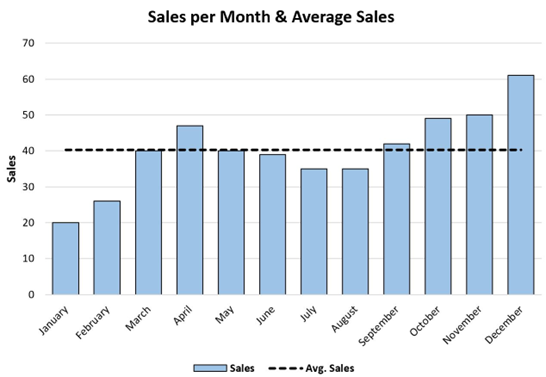 Sales per Month & Average Sales
70
60
50
40
30
20
10
0
Sales
January
February
March
April
May
June
July
August
September
October
November
December
Sales
Avg. Sales